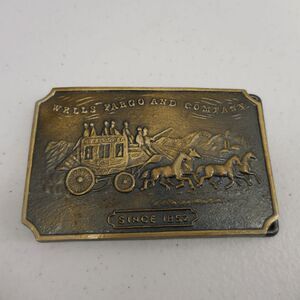 WELLS FARGO AND COMPANY
SINCE 1852